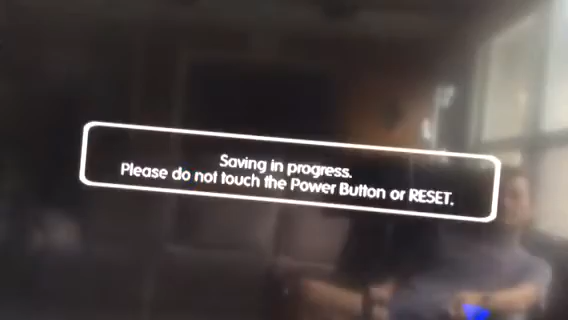 Saving in progress.
Please do not touch the Power Button or RESET.